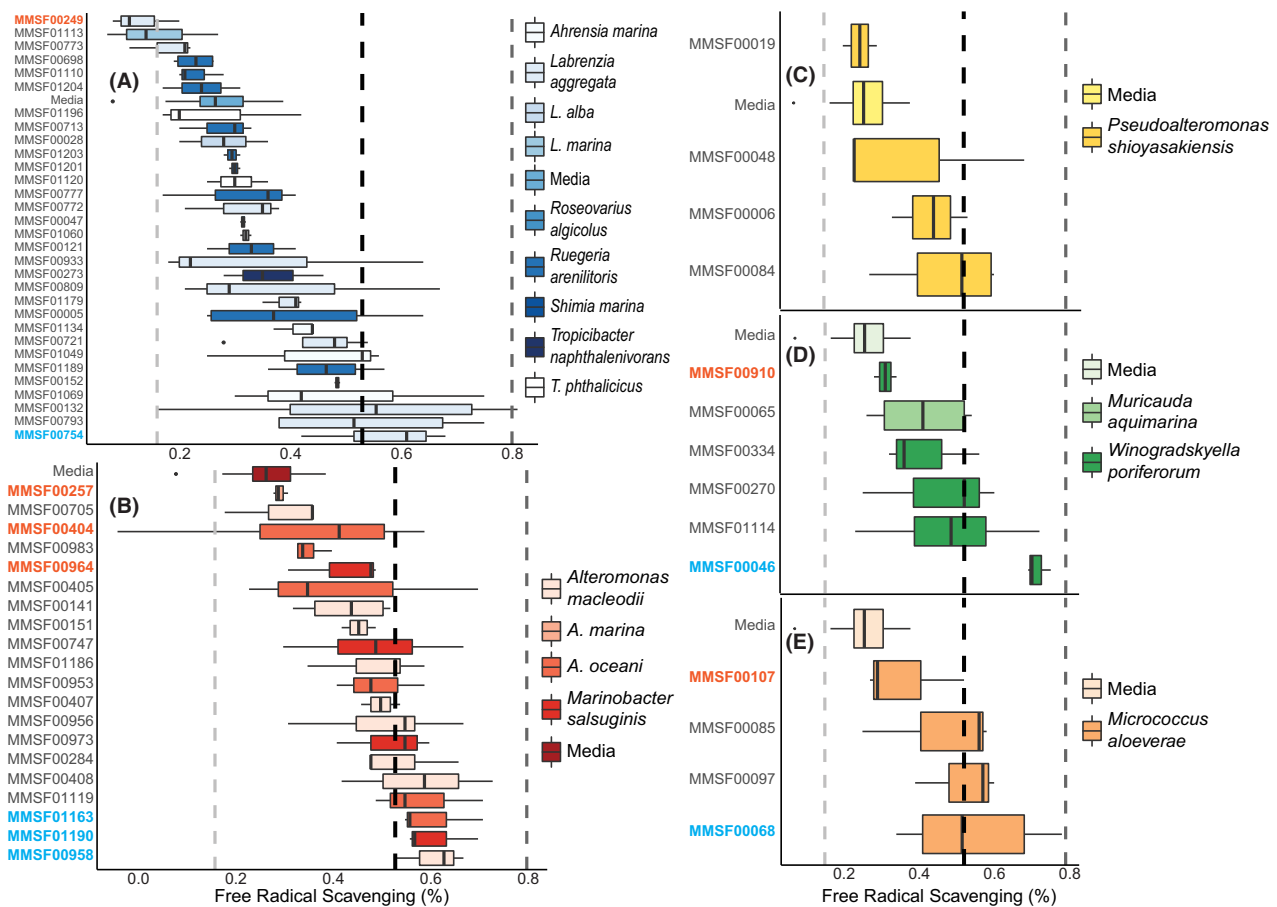 (A)
MMSF00249
MMSF01113
MMSF00773
MMSF00698
MMSF01110
MMSF01204
Media
MMSF01196
MMSF00713
MMSF00028
MMSF01203
MMSF01201
MMSF01120
MMSF00777
MMSF00772
MMSF00047
MMSF01060
MMSF00121
MMSF00933
MMSF00273
MMSF00809
MMSF01179
MMSF00005
MMSF01134
MMSF00721
MMSF01049
MMSF01189
MMSF00152
MMSF01069
MMSF00132
MMSF00793
MMSF00754
0.2 0.4 0.6 0.8
Ahrensia marina
Labrenzia
aggregata
L. alba
L. marina
Media
Roseovarius
algicolus
Ruegeria
arenilitoris
Shimia marina
Tropicibacter
naphthalenivorans
T. phthalicicus
(B)
Media
MMSF00257
MMSF00705
MMSF00404
MMSF00983
MMSF00964
MMSF00405
MMSF00141
MMSF00151
MMSF00747
MMSF01186
MMSF00953
MMSF00407
MMSF00956
MMSF00973
MMSF00284
MMSF00408
MMSF01119
MMSF01163
MMSF01190
MMSF00958
0.0 0.2 0.4 0.6 0.8
Free Radical Scavenging (%)
Alteromonas
macleodii
A. marina
A. oceani
Marinobacter
salsuginis
Media
(C)
MMSF00019
Media
MMSF00048
MMSF00006
MMSF00084
Media
Pseudoalteromonas
shioyasakiensis
(D)
Media
MMSF00910
MMSF00065
MMSF00334
MMSF00270
MMSF01114
MMSF00046
Media
Muricauda
aquimarina
Winogradskyella
poriferorum
(E)
Media
MMSF00107
MMSF00085
MMSF00097
MMSF00068
0.2 0.4 0.6 0.8
Free Radical Scavenging (%)
Media
Micrococcus
aloeverae